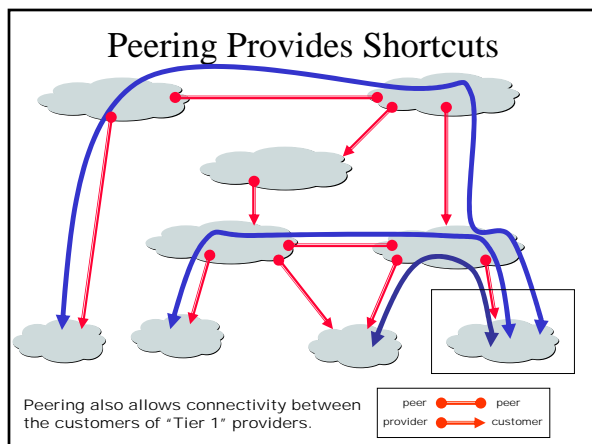 Peering Provides Shortcuts
Peering also allows connectivity between
the customers of “Tier 1” providers.
peer peer
provider customer